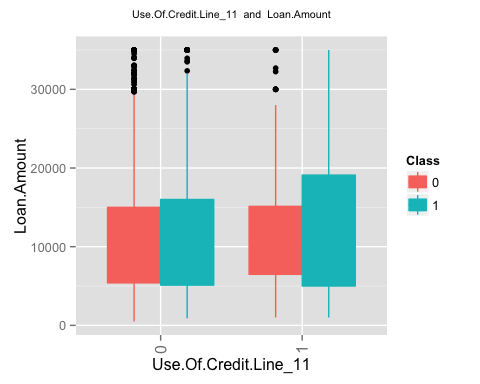 Use.Of.Credit.Line_11 and Loan.Amount
Loan.Amount
30000
20000
10000
0
0
1
Use.Of.Credit.Line_11
Class
0
1